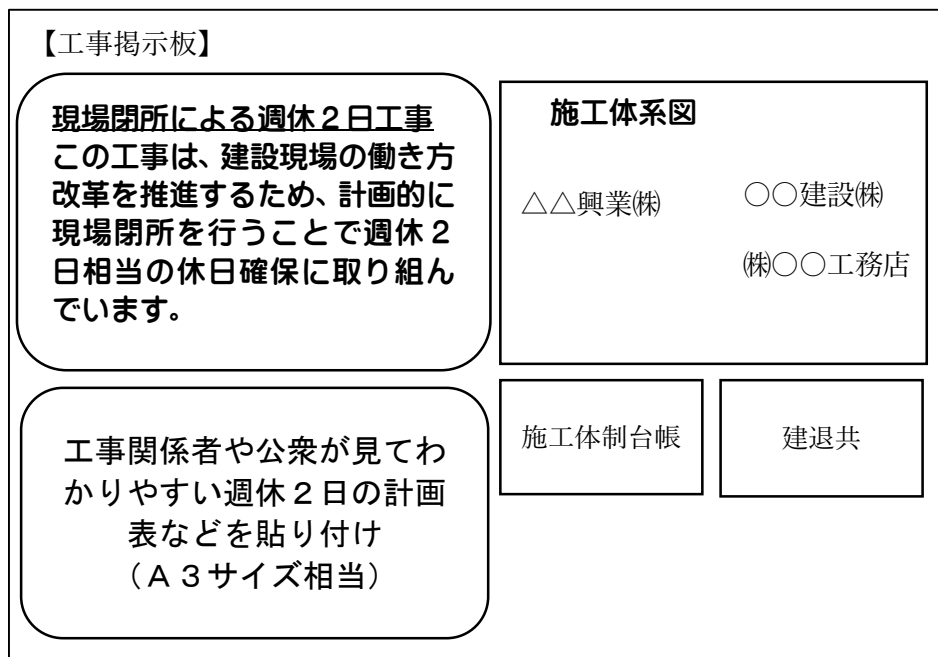 【工事掲示板】
現場閉所による週休２日工事
この工事は、建設現場の働き方
改革を推進するため、計画的に
現場閉所を行うことで週休２
日相当の休日確保に取り組ん
でいます。
工事関係者や公衆が見てわ
かりやすい週休２日の計画
表などを貼り付け
（Ａ３サイズ相当）
施工体系図
△△興業㈱
○○建設㈱
㈱○○工務店
施工体制台帳
建退共